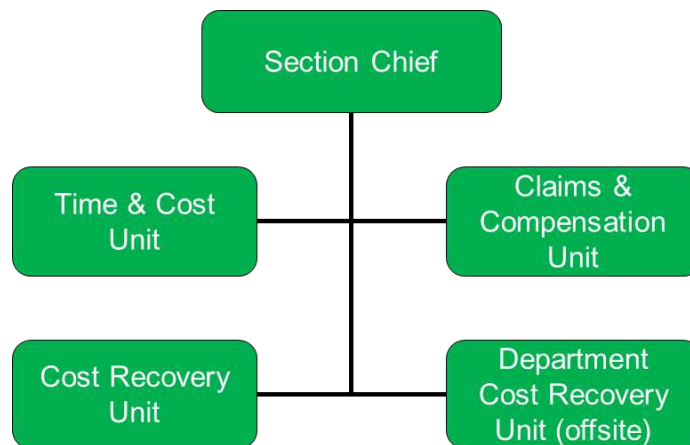 Section Chief
Time & Cost
Unit
Claims &
Compensation
Unit
Cost Recovery
Unit
Department
Cost Recovery
Unit (offsite)